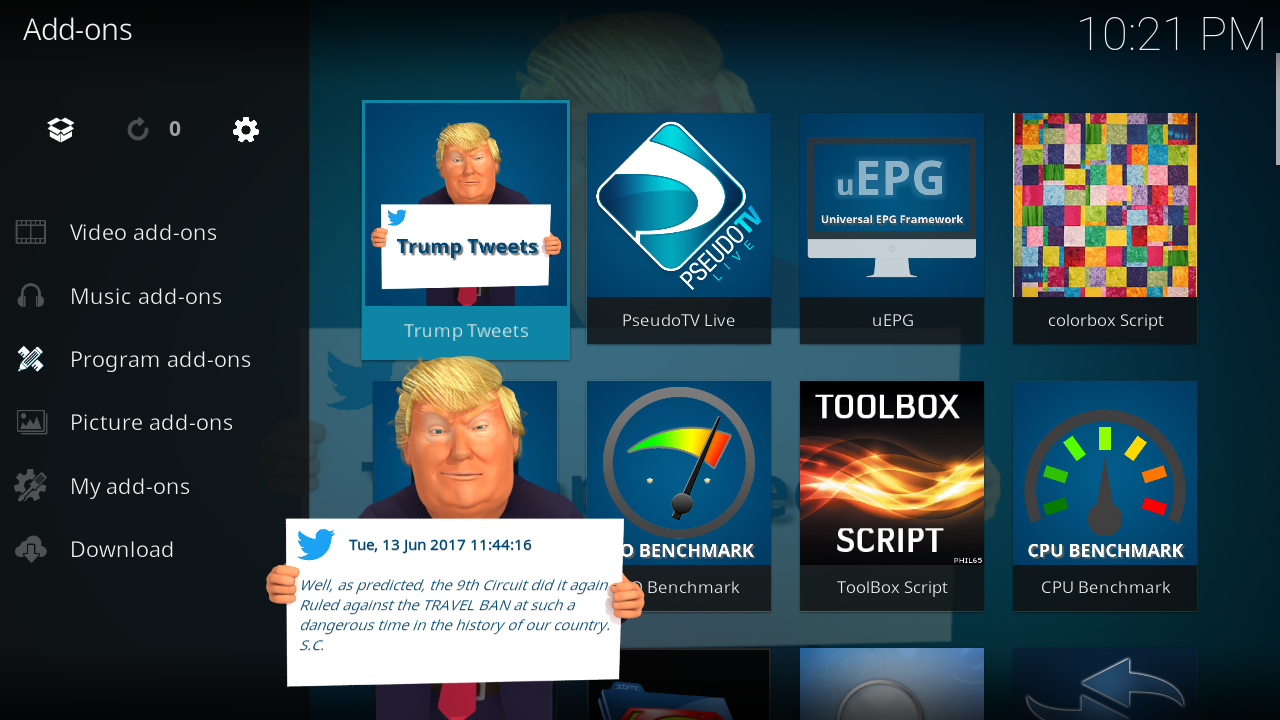 Add-ons
10:21 PM
0
Video add-ons
Music add-ons
Program add-ons
Picture add-ons
My add-ons
Download
Trump Tweets
Trump Tweets
PSEUDOTV
LIVE
PseudoTV Live
uEPG
Universal EPG Framework
uEPG
colorbox Script
O BENCHMARK
Benchmark
TOOLBOX
SCRIPT
PHIL65
ToolBox Script
CPU BENCHMARK
CPU Benchmark
Tue, 13 Jun 2017 11:44:16
Well, as predicted, the 9th Circuit did it again
Ruled against the TRAVEL BAN at such a
dangerous time in the history of our country.
S.C.